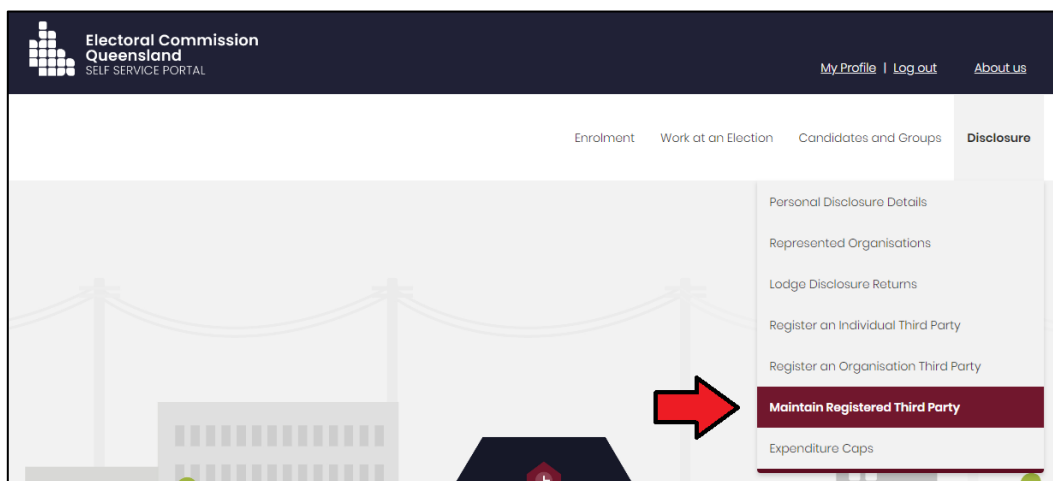 Electoral Commission
Queensland
SELF SERVICE PORTAL
My Profile | Log out About us
Enrolment Work at an Election Candidates and Groups Disclosure
Personal Disclosure Details
Represented Organisations
Lodge Disclosure Returns
Register an Individual Third Party
Register an Organisation Third Party
Maintain Registered Third Party
Expenditure Caps